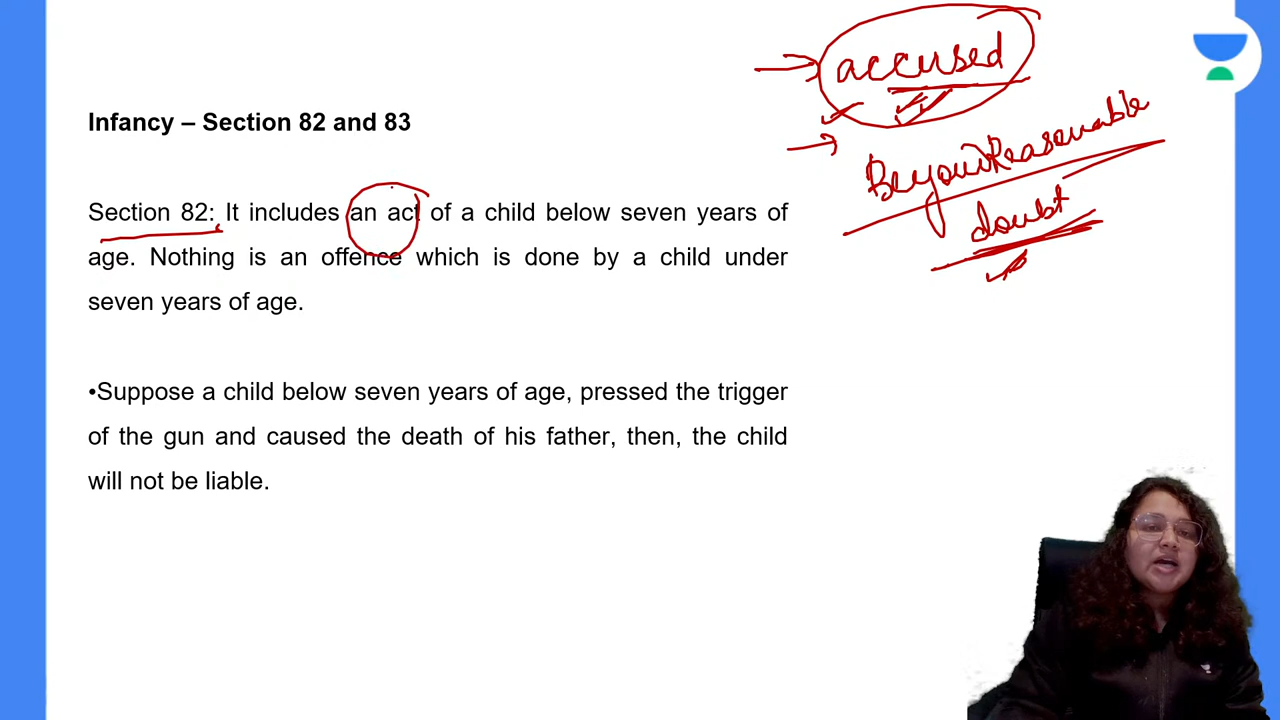 accused
Beyond Reasonable
doubt
Infancy – Section 82 and 83
Section 82: It includes an act of a child below seven years of
age. Nothing is an offence which is done by a child under
seven years of age.
•Suppose a child below seven years of age, pressed the trigger
of the gun and caused the death of his father, then, the child
will not be liable.